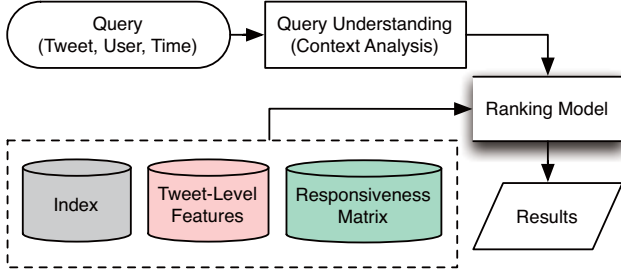 Query
(Tweet, User, Time)
Query Understanding
(Context Analysis)
Ranking Model
Index
Tweet-Level
Features
Responsiveness
Matrix
Results